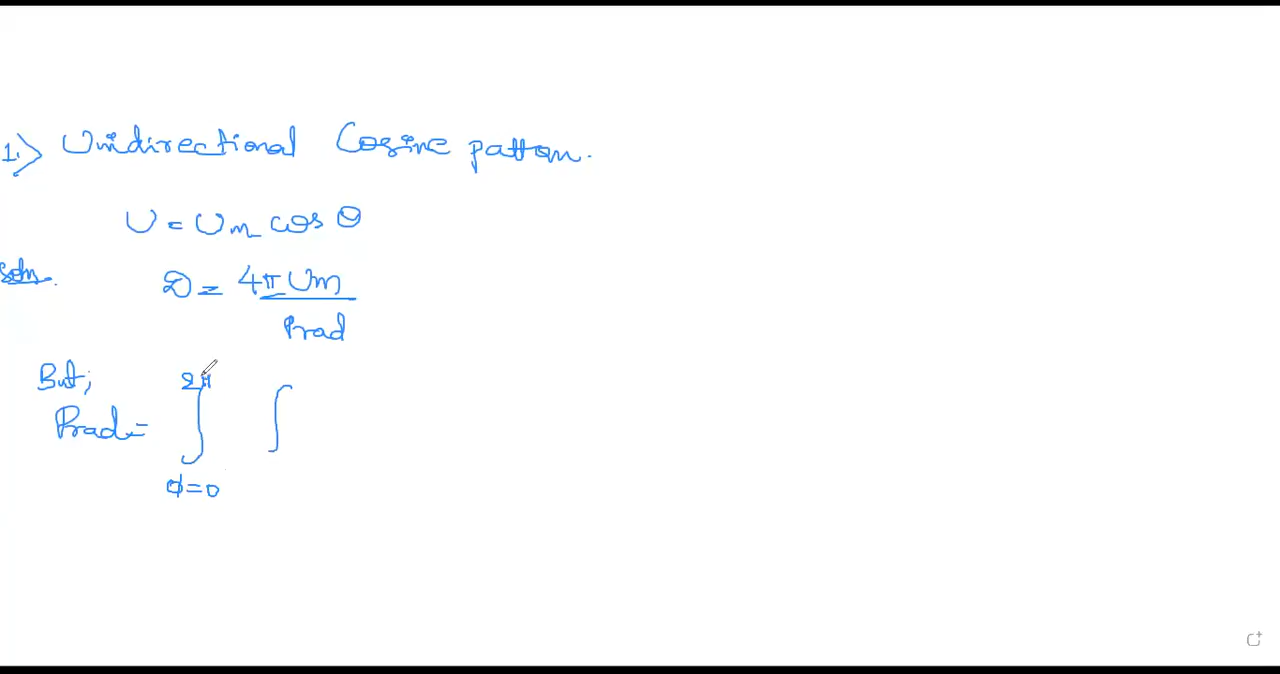 1.> Unidirectional Cosine pattern.
U = Um cos θ
Soln.
D = 4π Um / Prad
But;
Prad = ∫ φ=0 2π ∫